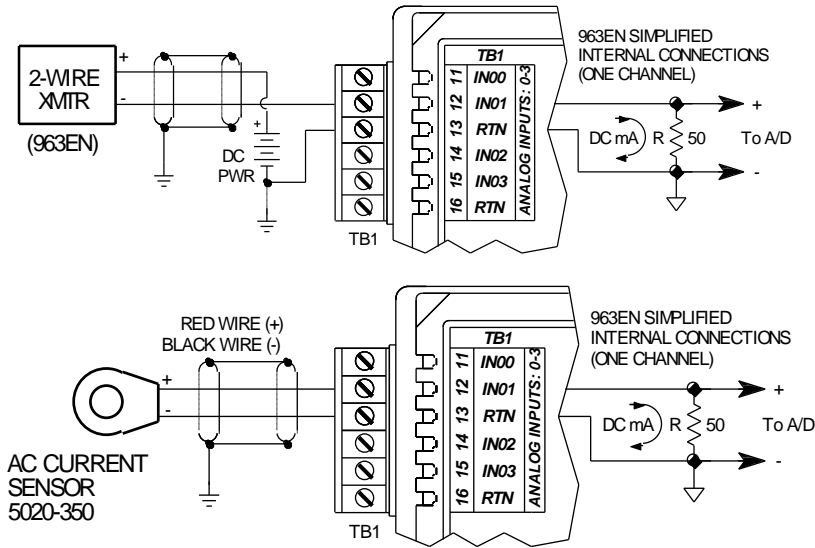 963EN SIMPLIFIED
INTERNAL CONNECTIONS
(ONE CHANNEL)
2-WIRE
XMTR
+
-
(963EN)
+
DC
PWR
TB1
TB1
11 IN00
12 IN01
13 RTN
14 IN02
15 IN03
16 RTN
ANALOG INPUTS: 0-3
DC mA
R
50
+
To A/D
-
963EN SIMPLIFIED
INTERNAL CONNECTIONS
(ONE CHANNEL)
RED WIRE (+)
BLACK WIRE (-)
+
-
AC CURRENT
SENSOR
5020-350
TB1
TB1
11 IN00
12 IN01
13 RTN
14 IN02
15 IN03
16 RTN
ANALOG INPUTS: 0-3
DC mA
R
50
+
To A/D
-